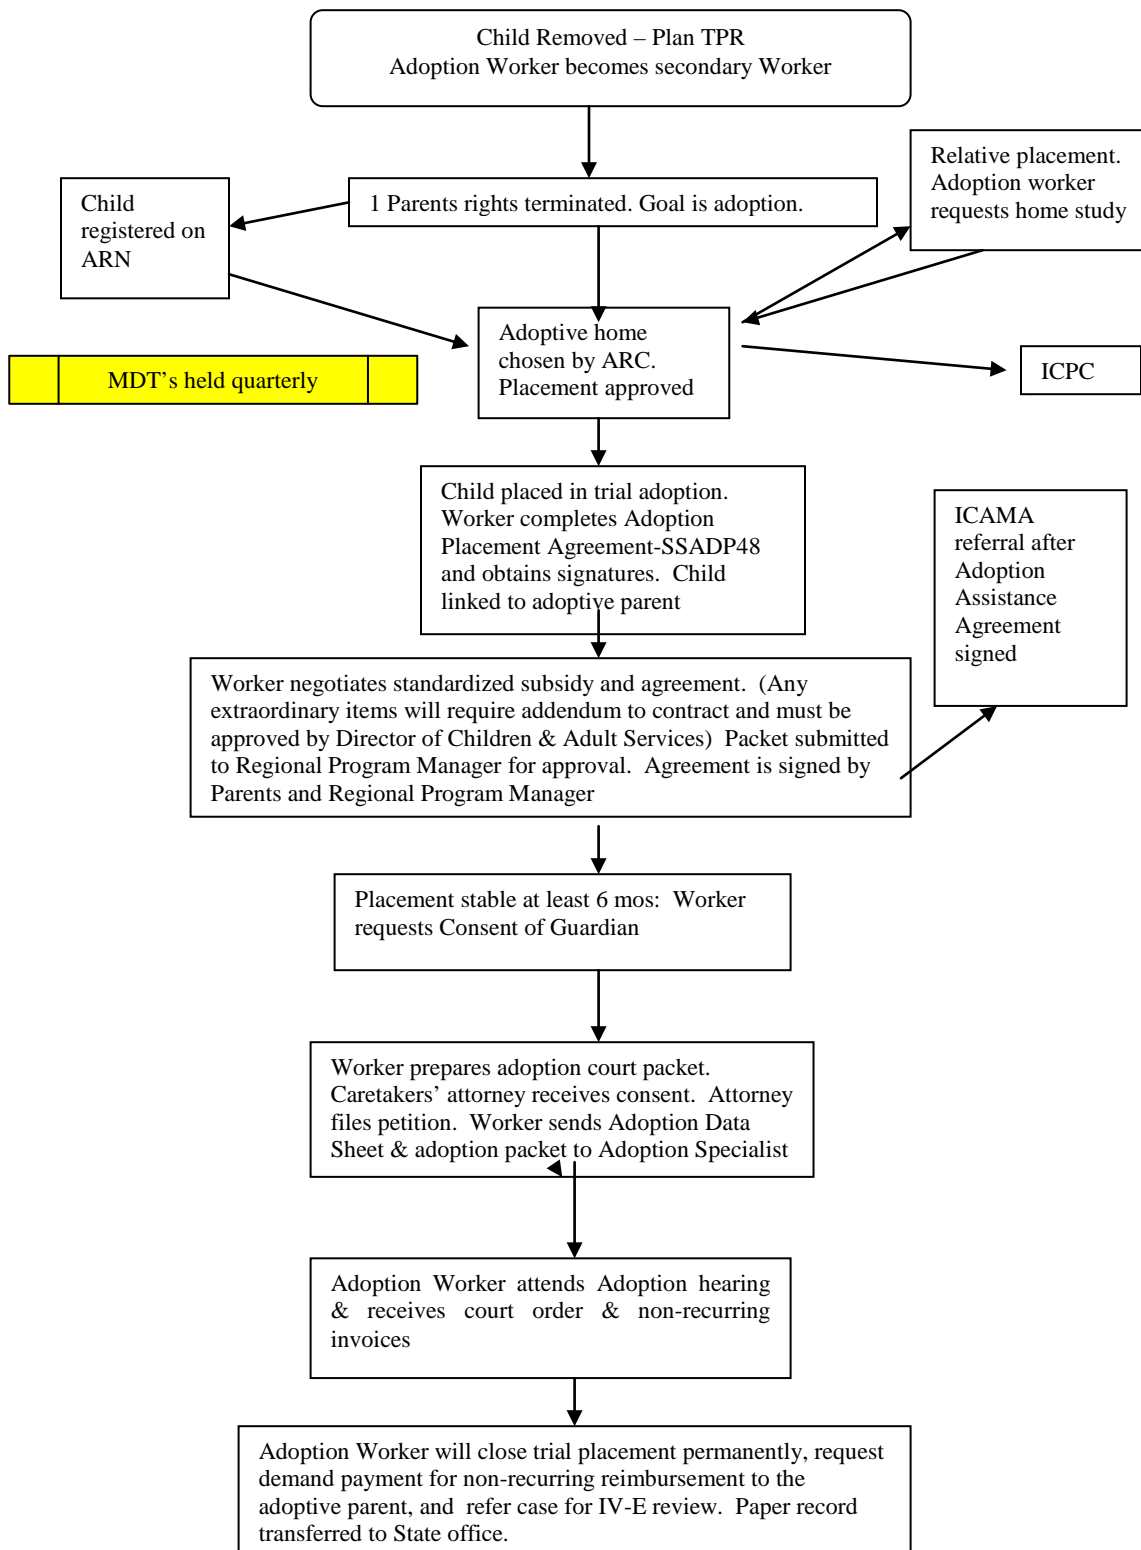 Child Removed – Plan TPR
Adoption Worker becomes secondary Worker
Relative placement.
Adoption worker
requests home study
Child
registered on
ARN
1 Parents rights terminated. Goal is adoption.
Adoptive home
chosen by ARC.
Placement approved
MDT’s held quarterly
ICPC
Child placed in trial adoption.
Worker completes Adoption
Placement Agreement-SSADP48
and obtains signatures.  Child
linked to adoptive parent
ICAMA
referral after
Adoption
Assistance
Agreement
signed
Worker negotiates standardized subsidy and agreement.  (Any
extraordinary items will require addendum to contract and must be
approved by Director of Children & Adult Services)  Packet submitted
to Regional Program Manager for approval.  Agreement is signed by
Parents and Regional Program Manager
Placement stable at least 6 mos:  Worker
requests Consent of Guardian
Worker prepares adoption court packet.
Caretakers’ attorney receives consent.  Attorney
files petition.  Worker sends Adoption Data
Sheet & adoption packet to Adoption Specialist
Adoption Worker attends Adoption hearing
& receives court order & non-recurring
invoices
Adoption Worker will close trial placement permanently, request
demand payment for non-recurring reimbursement to the
adoptive parent, and  refer case for IV-E review.  Paper record
transferred to State office.